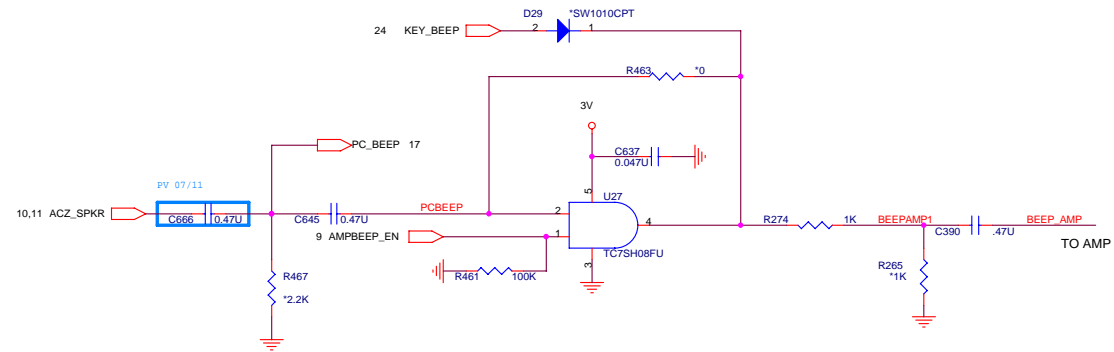 D29 *SW1010CPT
24 KEY_BEEP 2 1
R463 *0
3V
PC_BEEP 17
C637
0.047U
PV 07/11
5 U27
10,11 ACZ_SPKR C666 0.47U C645 0.47U PCBEEP 2
4
R274 1K BEEPAMP1 C390 .47U BEEP_AMP
9 AMPBEEP_EN 1
TO AMP
TC7SH08FU
3
R461 100K
R467
*2.2K
R265
*1K